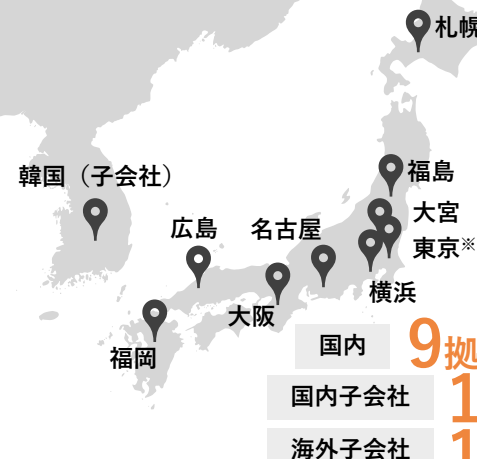 札幌
韓国（子会社）
福島
大宮
広島
名古屋
東京※
横浜
大阪
福岡
国内 9拠
国内子会社 1
海外子会社 1